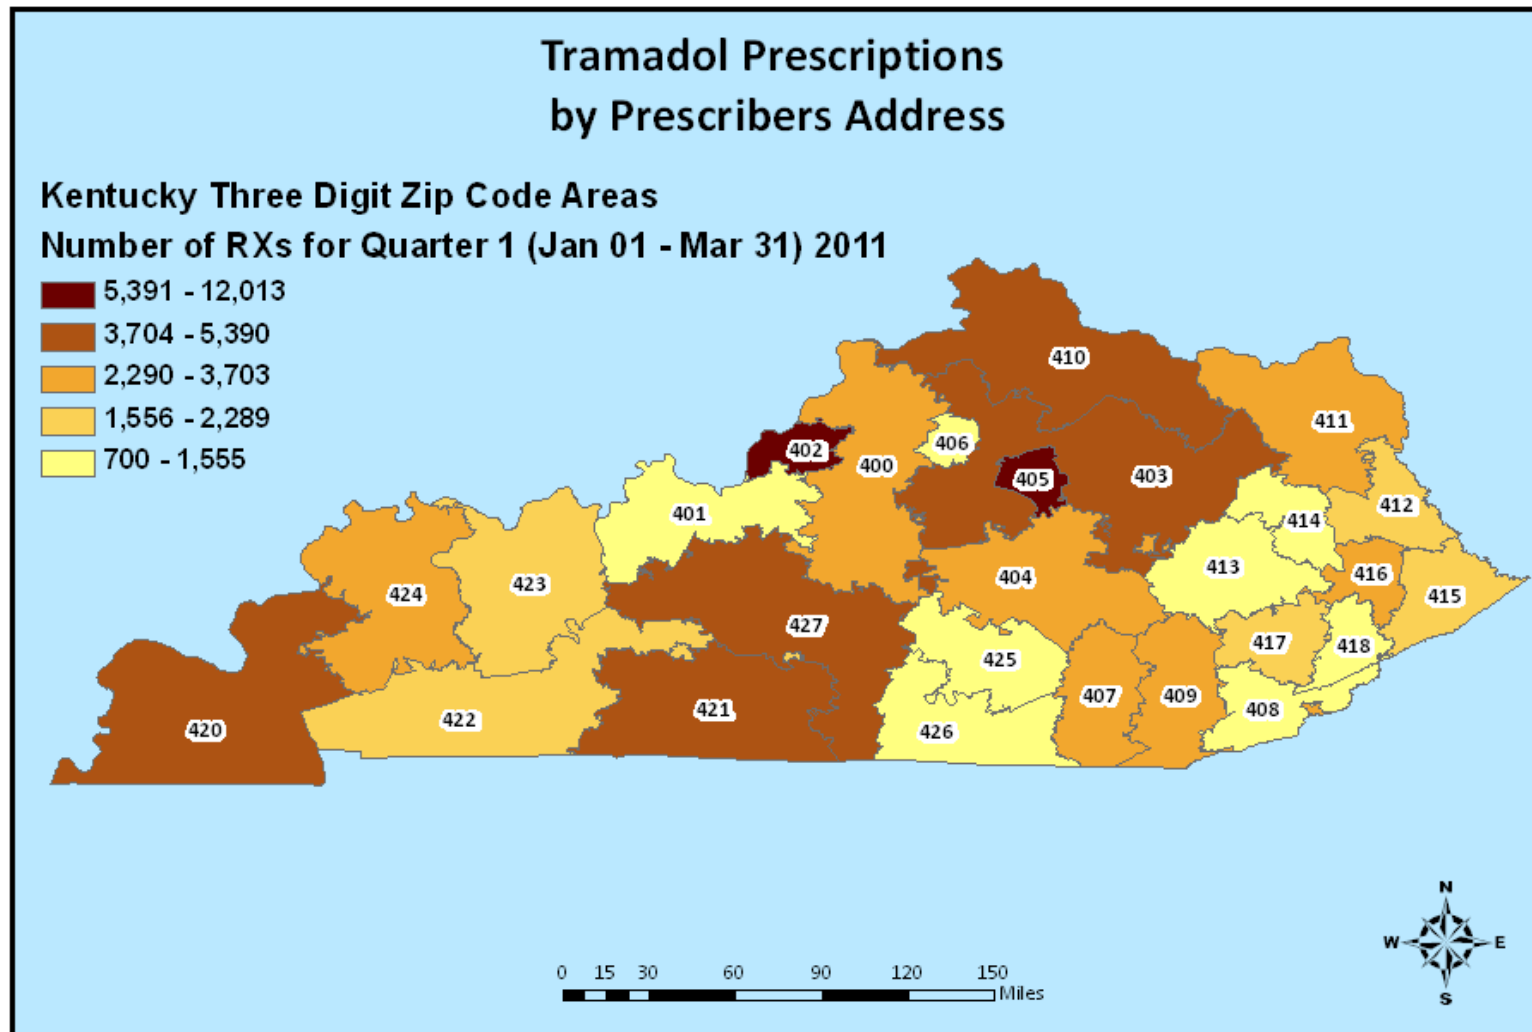 Tramadol Prescriptions
by Prescribers Address
Kentucky Three Digit Zip Code Areas
Number of RXs for Quarter 1 (Jan 01 - Mar 31) 2011
5,391 - 12,013
3,704 - 5,390
2,290 - 3,703
1,556 - 2,289
700 - 1,555
410
411
406
402
400
405
403
412
401
414
413
416
404
423
424
415
427
417
418
425
407
409
408
421
422
420
426
N
W E
S
0 15 30 60 90 120 150
Miles